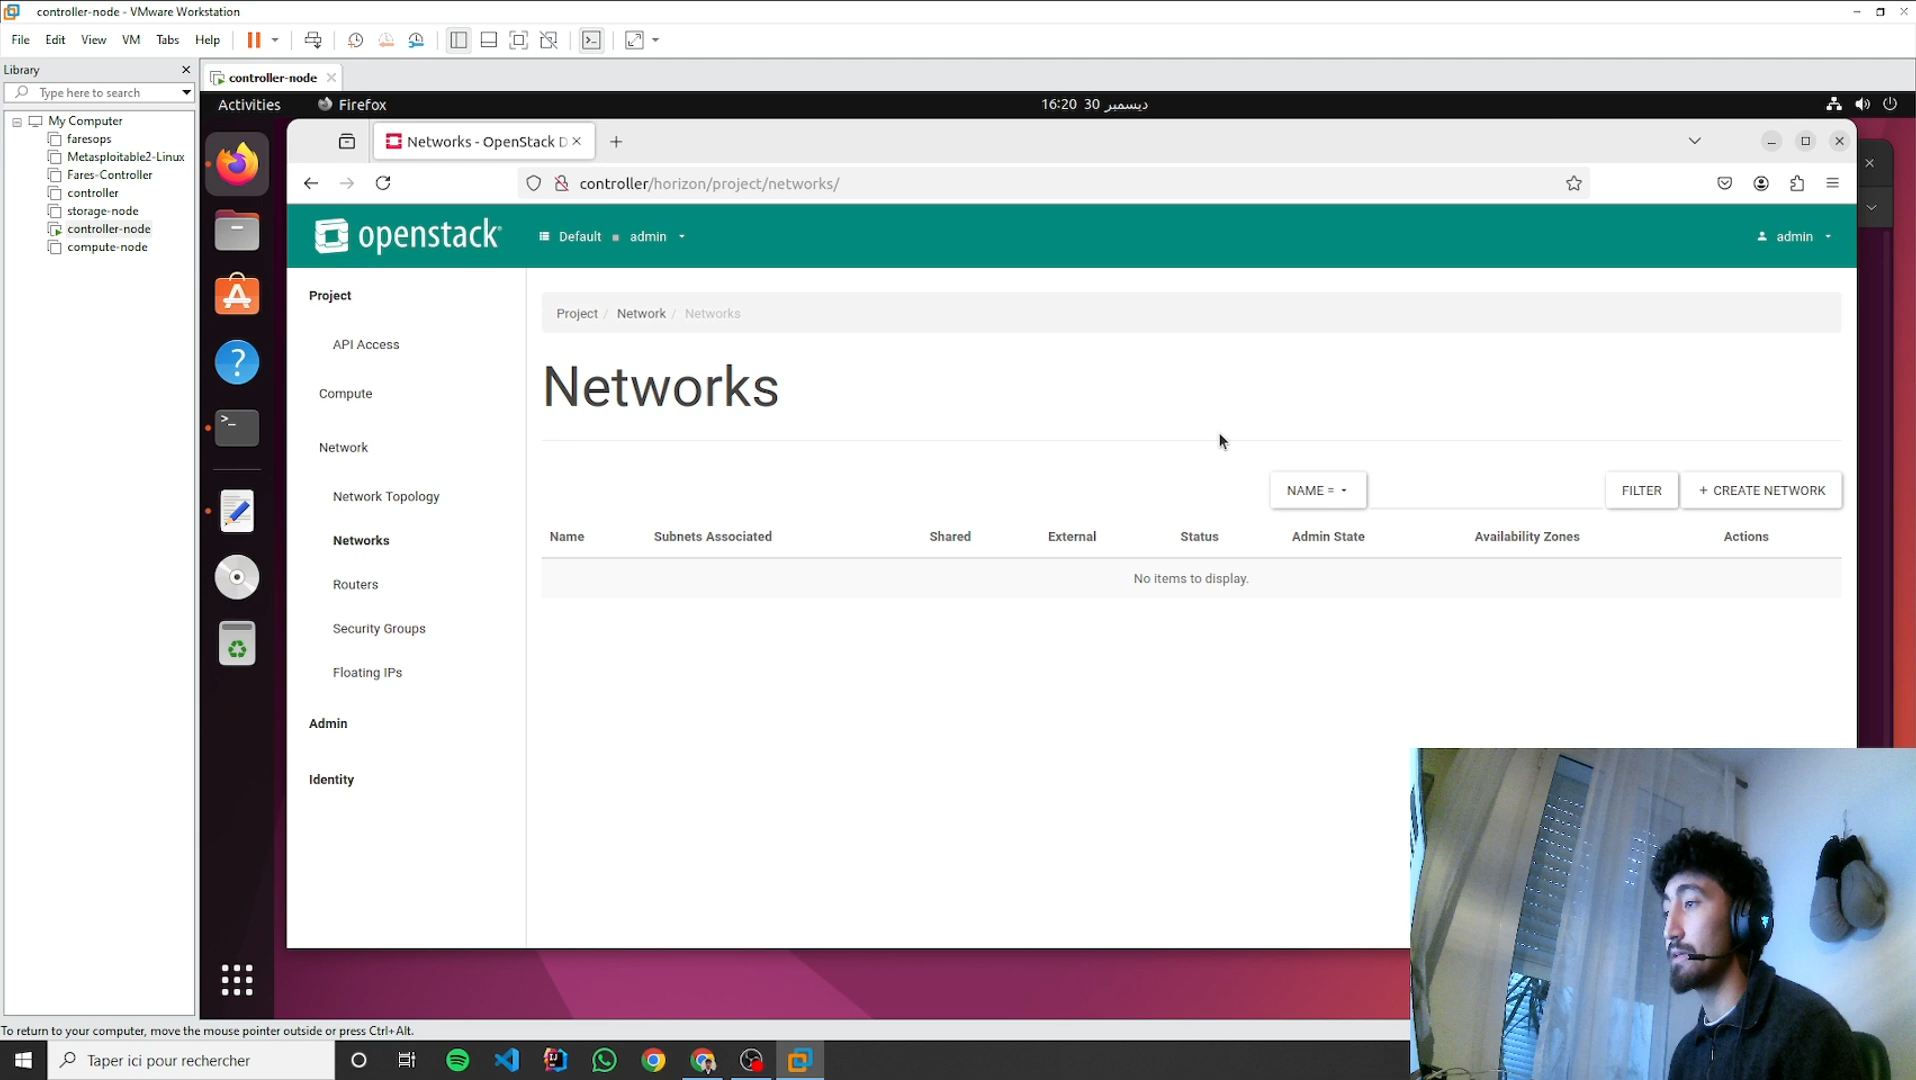 controller-node - VMware Workstation
File Edit View VM Tabs Help
Library
Type here to search
My Computer
faresops
Metasploitable2-Linux
Fares-Controller
controller
storage-node
controller-node
compute-node
controller-node
Activities Firefox 16:20 30 ديسمبر
Networks - OpenStack D
controller/horizon/project/networks/
openstack Default admin admin
Project
API Access
Compute
Network
Network Topology
Networks
Routers
Security Groups
Floating IPs
Admin
Identity
Project / Network / Networks
Networks
NAME = FILTER + CREATE NETWORK
Name Subnets Associated Shared External Status Admin State Availability Zones Actions
No items to display.
To return to your computer, move the mouse pointer outside or press Ctrl+Alt.
Taper ici pour rechercher